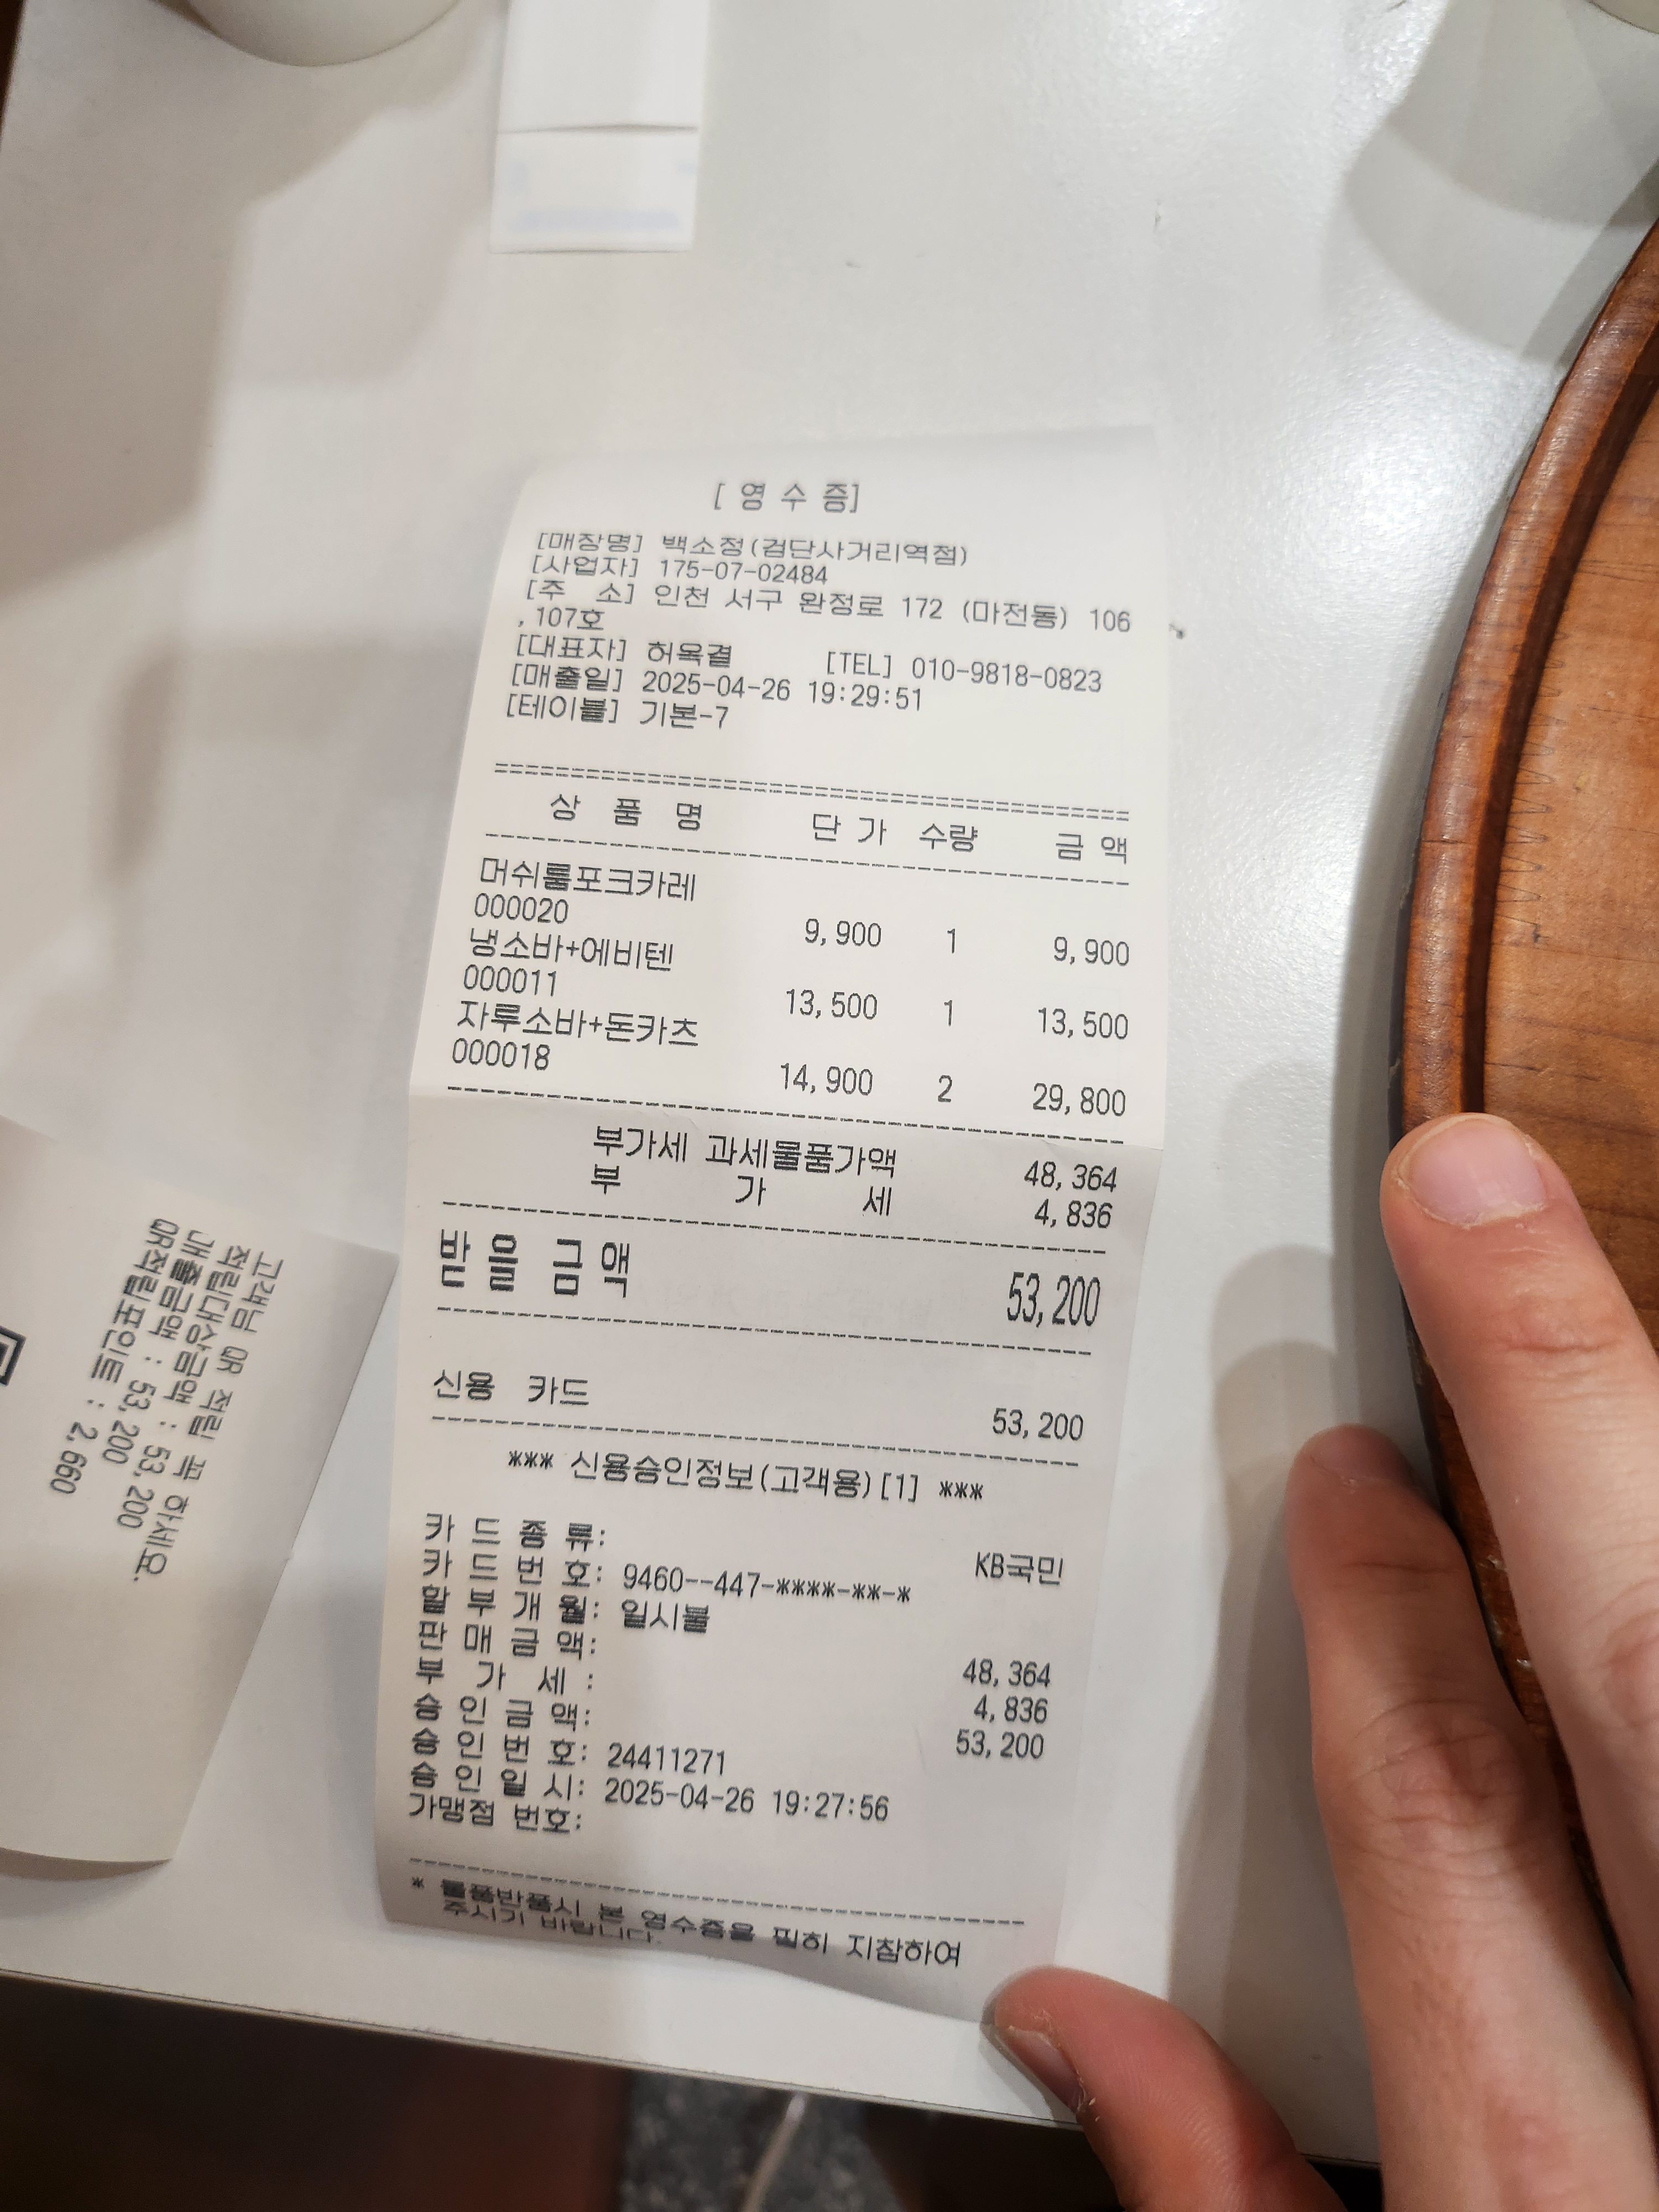 [ 영 수 증]
[매장명] 백소정(검단사거리역점)
[사업자] 175-07-02484
[주 소] 인천 서구 완정로 172 (마전동) 106
, 107호
[대표자] 허옥결 [TEL] 010-9818-0823
[매출일] 2025-04-26 19:29:51
[테이블] 기본-7
상 품 명 단 가 수량 금 액
머쉬룸포크카레
000020 9,900 1 9,900
냉소바+에비텐
000011 13,500 1 13,500
자루소바+돈카츠
000018 14,900 2 29,800
부가세 과세물품가액 48,364
부 가 세 4,836
받 을 금 액 53,200
신용 카드 53,200
*** 신용승인정보(고객용)[1] ***
카 드 종 류: KB국민
카 드 번 호: 9460--447-****-**-*
할 부 개 월: 일시불
판 매 금 액: 48,364
부 가 세 : 4,836
승 인 금 액: 53,200
승 인 번 호: 24411271
승 인 일 시: 2025-04-26 19:27:56
가맹점 번호:
* 물품반품시 본 영수증을 필히 지참하여
주시기 바랍니다.
고객님 QR 적립 꼭 하세요.
적립대상금액 : 53,200
매출금액 : 53,200
QR적립포인트 : 2,660